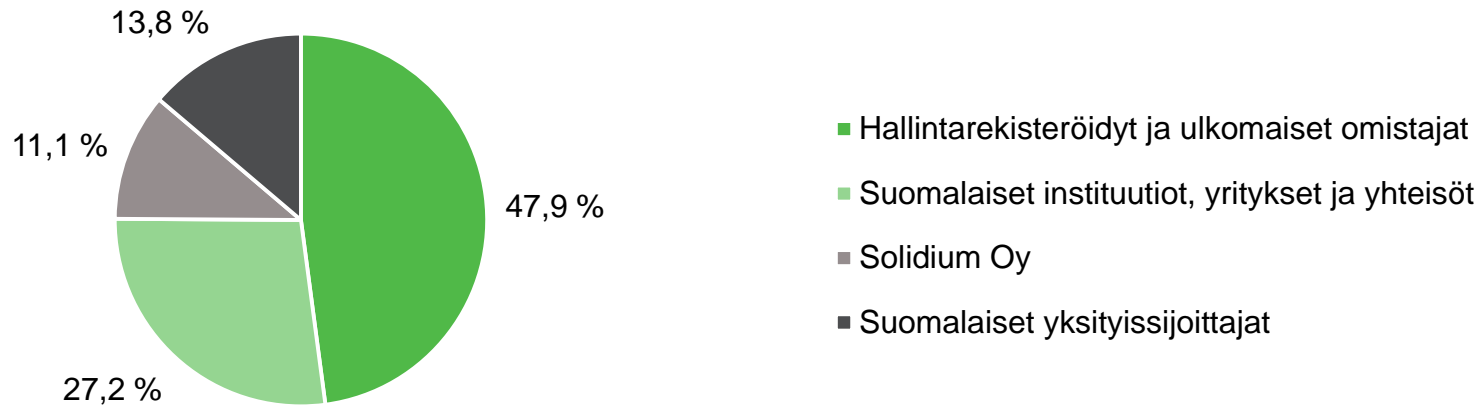 13,8 %
11,1 %
47,9 %
27,2 %
Hallintarekisteröidyt ja ulkomaiset omistajat
Suomalaiset instituutiot, yritykset ja yhteisöt
Solidium Oy
Suomalaiset yksityissijoittajat